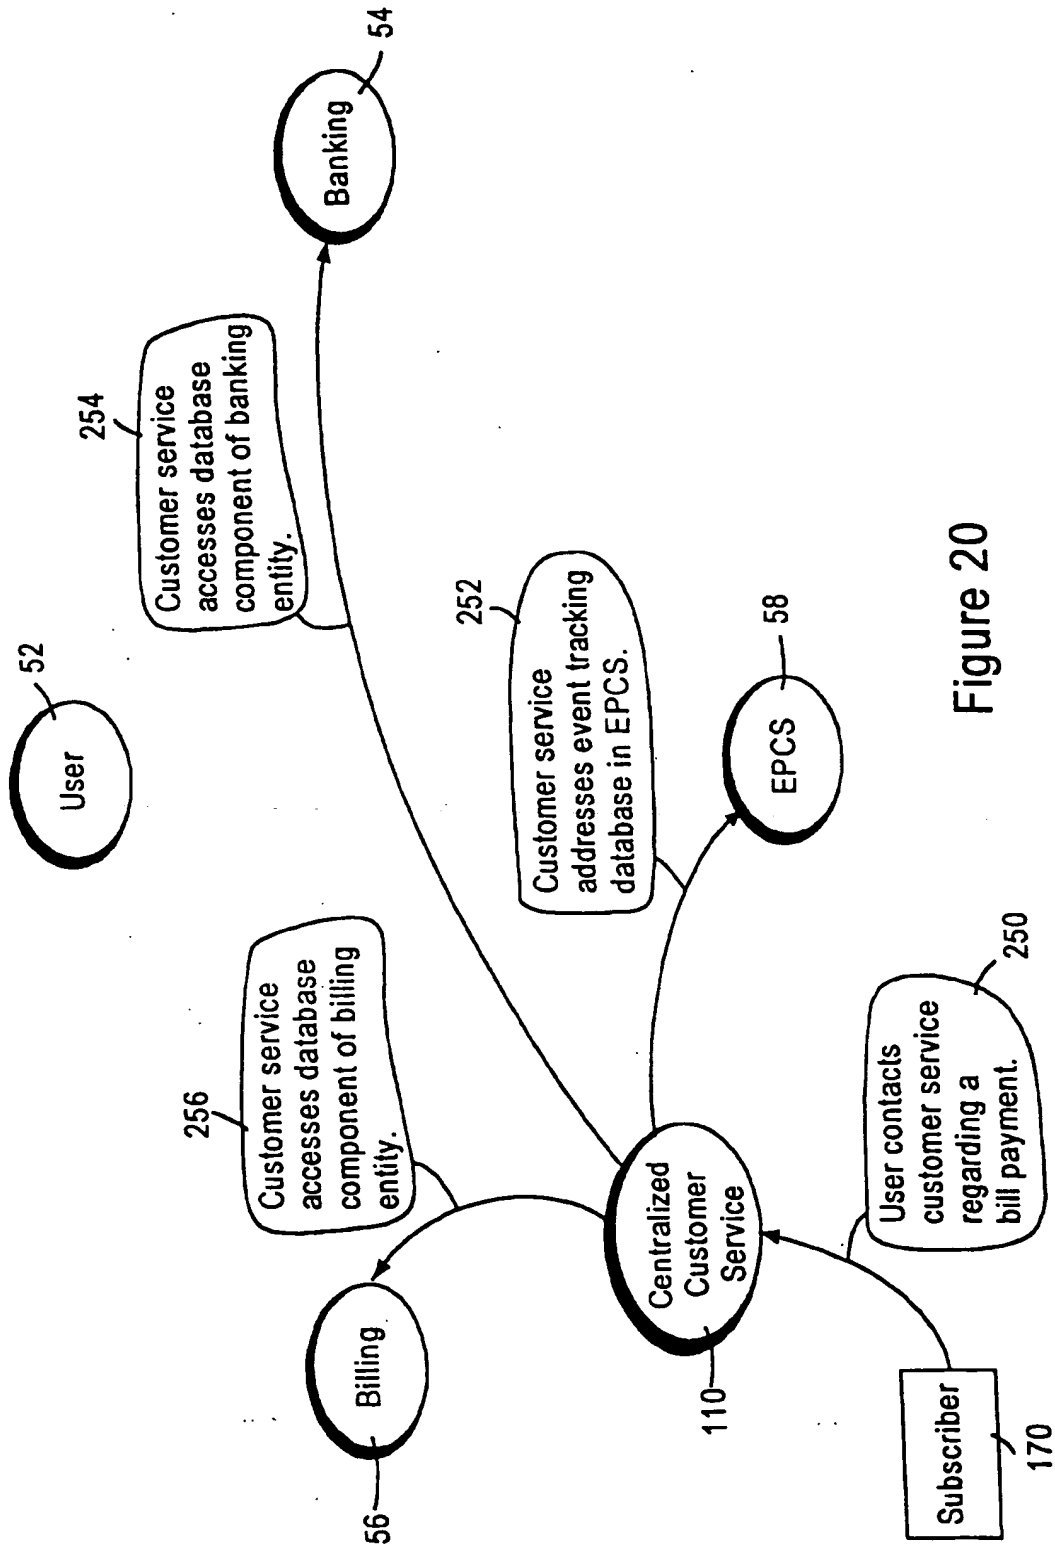 52
User
54
Banking
254
Customer service
accesses database
component of banking
entity.
256
Customer service
accesses database
component of billing
entity.
56
Billing
252
Customer service
addresses event tracking
database in EPCS.
58
EPCS
110
Centralized
Customer
Service
250
User contacts
customer service
regarding a
bill payment.
Subscriber
170
Figure 20